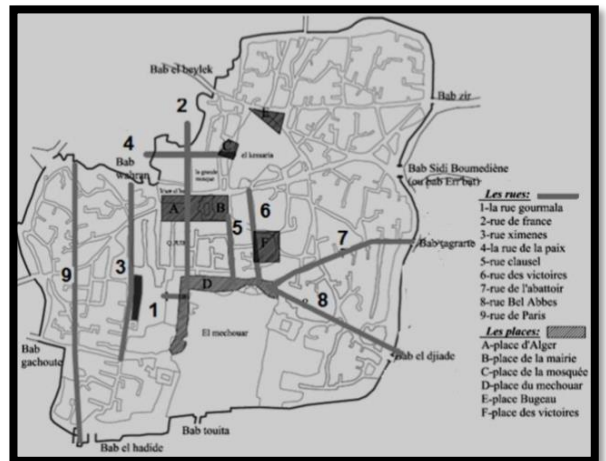 Bab el beylek
Bab zir
2
E
4
Bab
wahran
C
el kessaria
la grande
Bab Sidi Boumediène
(ou bab Err bat)
A
B
6
5
F
7
Bab tagrarte
9
3
D
1
8
El mechouar
Bab
gachoute
Bab el djiade
Bab touita
Bab el hadide
Les rues:
1-la rue gourmala
2-rue de france
3-rue ximenes
4-la rue de la paix
5-rue clausel
6-rue des victoires
7-rue de l'abattoir
8-rue Bel Abbes
9-rue de Paris
Les places:
A-place d'Alger
B-place de la mairie
C-place de la mosquée
D-place du mechouar
E-place Bugeau
F-place des victoires